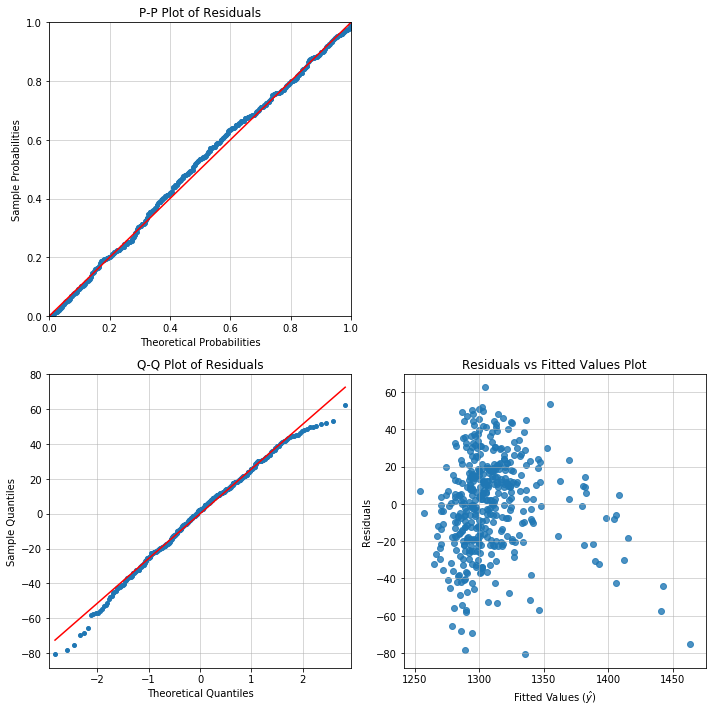 P-P Plot of Residuals
1.0
0.8
0.6
0.4
0.2
0.0
Sample Probabilities
0.0 0.2 0.4 0.6 0.8 1.0
Theoretical Probabilities
Q-Q Plot of Residuals
80
60
40
20
0
−20
−40
−60
−80
Sample Quantiles
−2 −1 0 1 2
Theoretical Quantiles
Residuals vs Fitted Values Plot
60
40
20
0
−20
−40
−60
−80
Residuals
1250 1300 1350 1400 1450
Fitted Values (ŷ)